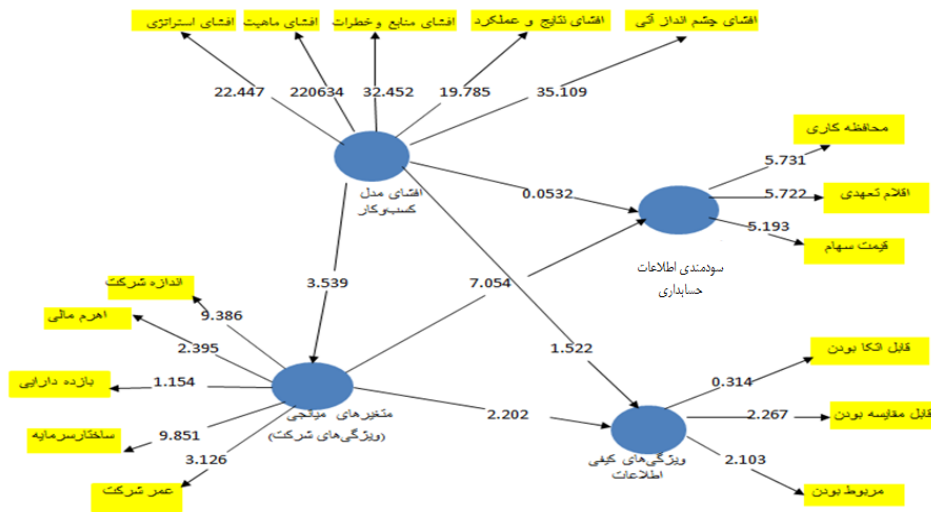 افشای استراتژی
افشای ماهیت
افشای منابع و خطرات
افشای نتایج و عملکرد
افشای چشم انداز آتی
22.447
220634
32.452
19.785
35.109
افشای مدل
کسب‌وکار
محافظه کاری
5.731
اقلام تعهدی
5.722
قیمت سهام
5.193
0.0532
سودمندی اطلاعات
حسابداری
3.539
7.054
1.522
اندازه شرکت
9.386
اهرم مالی
2.395
بازده دارایی
1.154
ساختارسرمایه
9.851
عمر شرکت
3.126
متغیرهای میانجی
(ویژگی‌های شرکت)
2.202
قابل اتکا بودن
0.314
قابل مقایسه بودن
2.267
مربوط بودن
2.103
ویژگی‌های کیفی
اطلاعات